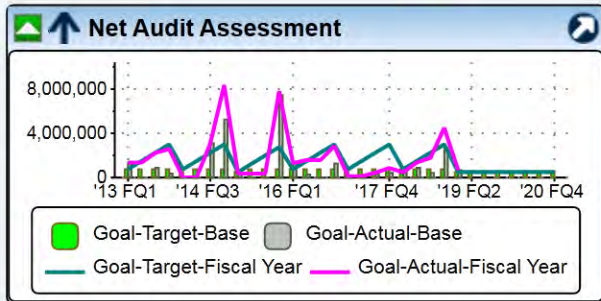 Net Audit Assessment
8,000,000
4,000,000
0
'13 FQ1 '14 FQ3 '16 FQ1 '17 FQ4 '19 FQ2 '20 FQ4
Goal-Target-Base Goal-Actual-Base
Goal-Target-Fiscal Year Goal-Actual-Fiscal Year